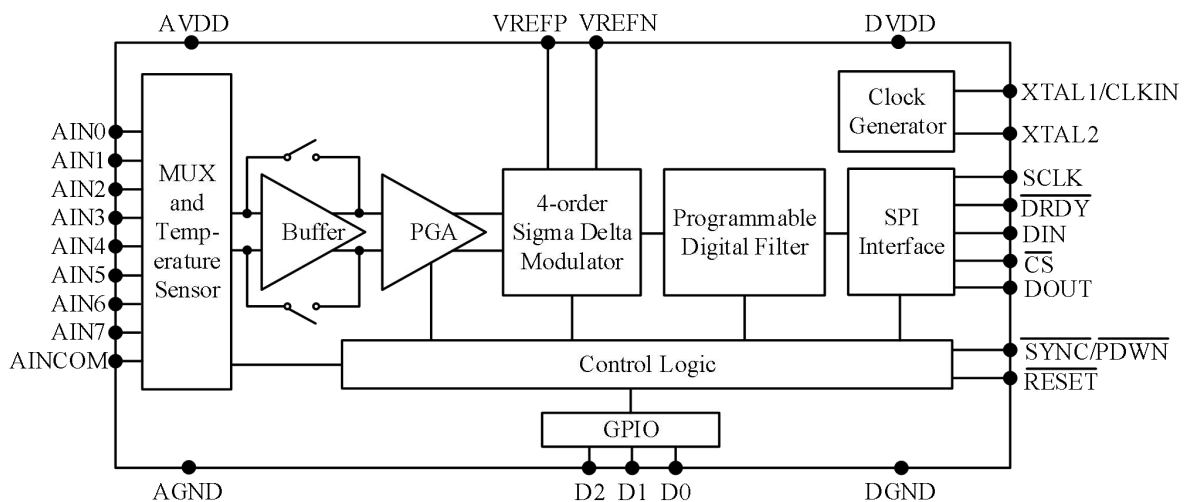 AVDD
VREFP
VREFN
DVDD
AIN0
AIN1
AIN2
AIN3
AIN4
AIN5
AIN6
AIN7
AINCOM
MUX
and
Temp-
erature
Sensor
Buffer
PGA
4-order
Sigma Delta
Modulator
Programmable
Digital Filter
Clock
Generator
SPI
Interface
XTAL1/CLKIN
XTAL2
SCLK
DRDY
DIN
CS
DOUT
SYNC/PDWN
RESET
Control Logic
GPIO
AGND
D2
D1
D0
DGND